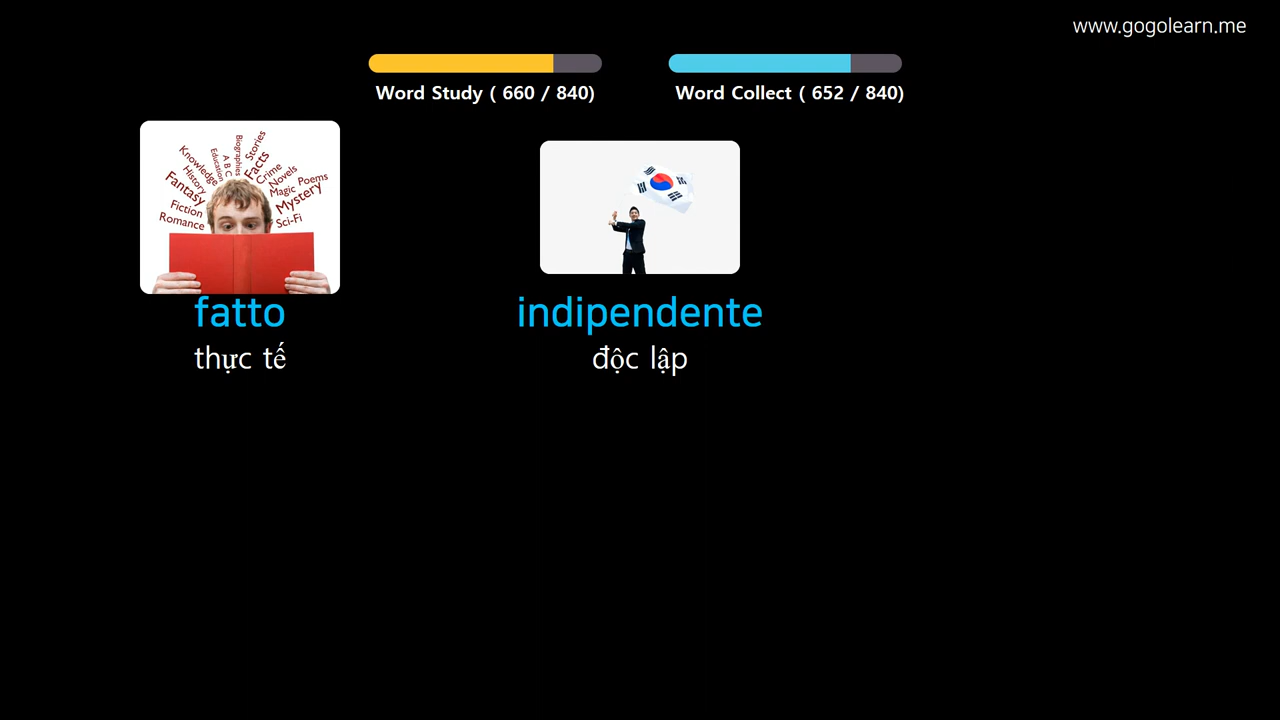 www.gogolearn.me
Word Study ( 660 / 840)
Word Collect ( 652 / 840)
Biographies
Stories
Facts
A B C
Education
Knowledge
Crime
History
Novels
Fantasy
Magic
Poems
Mystery
Fiction
Romance
Sci-Fi
fatto
indipendente
thực tế
độc lập